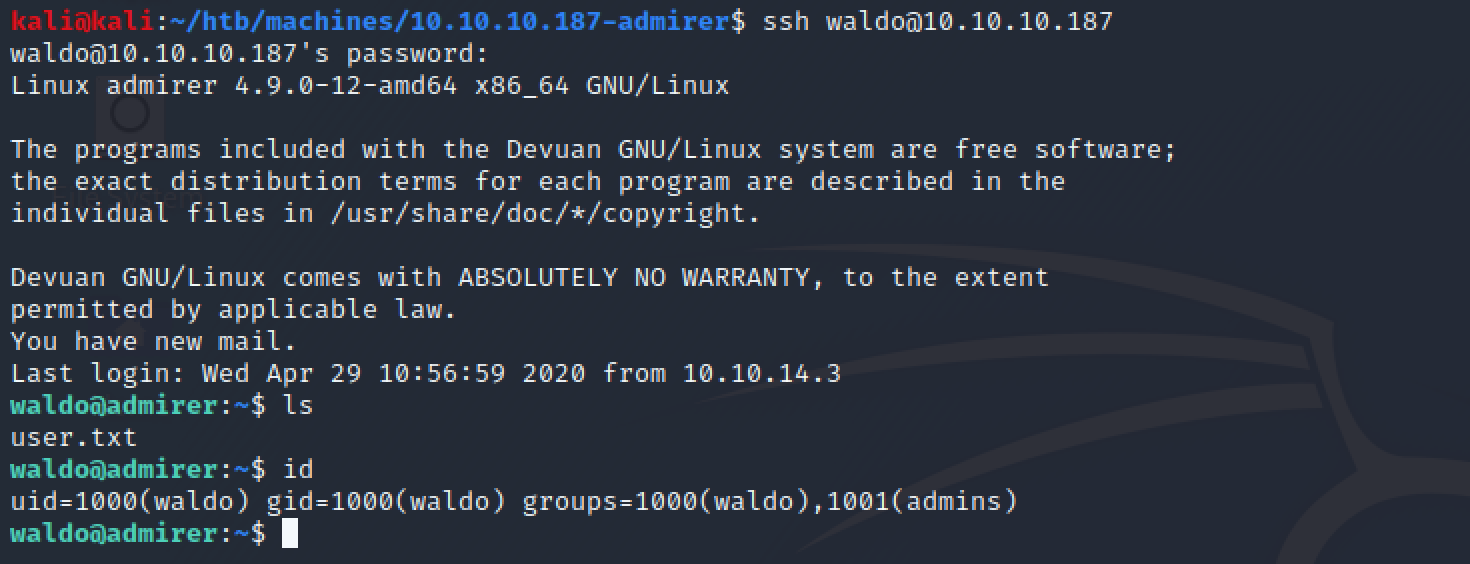 kali@kali:~/htb/machines/10.10.10.187-admirer$ ssh waldo@10.10.10.187
waldo@10.10.10.187's password:
Linux admirer 4.9.0-12-amd64 x86_64 GNU/Linux
The programs included with the Devuan GNU/Linux system are free software;
the exact distribution terms for each program are described in the
individual files in /usr/share/doc/*/copyright.
Devuan GNU/Linux comes with ABSOLUTELY NO WARRANTY, to the extent
permitted by applicable law.
You have new mail.
Last login: Wed Apr 29 10:56:59 2020 from 10.10.14.3
waldo@admirer:~$ ls
user.txt
waldo@admirer:~$ id
uid=1000(waldo) gid=1000(waldo) groups=1000(waldo),1001(admins)
waldo@admirer:~$